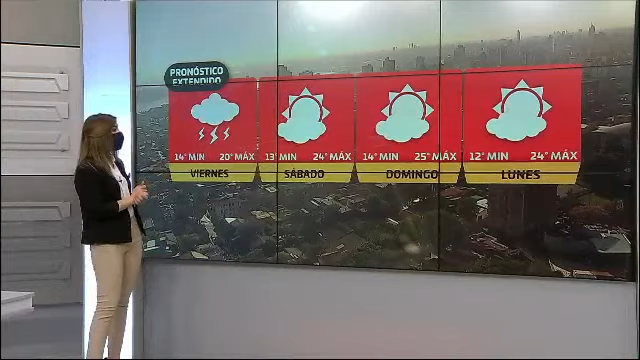 PRONÓSTICO
EXTENDIDO
14° MIN 20° MÁX
VIERNES
13° MIN 24° MÁX
SÁBADO
14° MIN 25° MÁX
DOMINGO
12° MIN 24° MÁX
LUNES